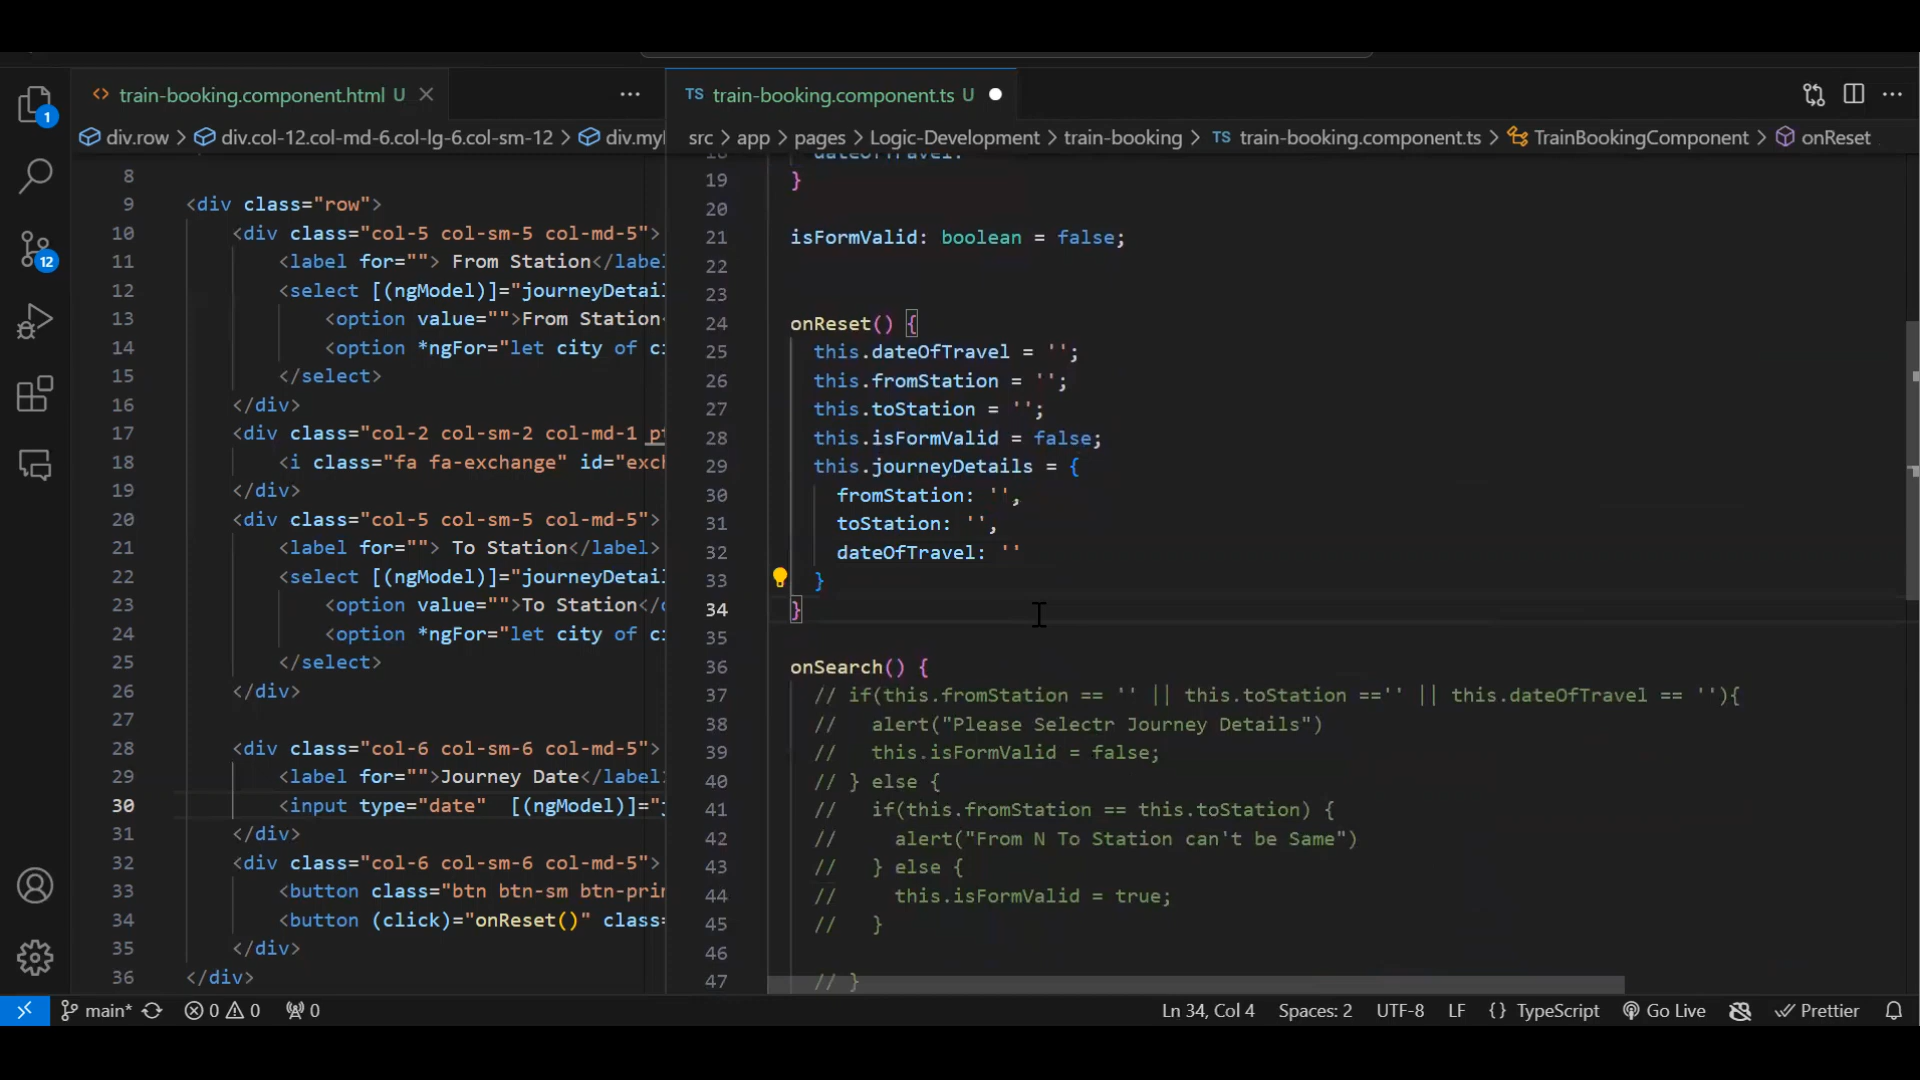 train-booking.component.html U
div.row > div.col-12.col-md-6.col-lg-6.col-sm-12 > div.myl
8
9 <div class="row">
10 <div class="col-5 col-sm-5 col-md-5">
11 <label for=""> From Station</label
12 <select [(ngModel)]="journeyDetail
13 <option value="">From Station
14 <option *ngFor="let city of ci
15 </select>
16 </div>
17 <div class="col-2 col-sm-2 col-md-1 pt
18 <i class="fa fa-exchange" id="exc
19 </div>
20 <div class="col-5 col-sm-5 col-md-5">
21 <label for=""> To Station</label>
22 <select [(ngModel)]="journeyDetail
23 <option value="">To Station</o
24 <option *ngFor="let city of ci
25 </select>
26 </div>
27
28 <div class="col-6 col-sm-6 col-md-5">
29 <label for="">Journey Date</label>
30 <input type="date" [(ngModel)]="j
31 </div>
32 <div class="col-6 col-sm-6 col-md-5">
33 <button class="btn btn-sm btn-prim
34 <button (click)="onReset()" class=
35 </div>
36 </div>
TS train-booking.component.ts U
src > app > pages > Logic-Development > train-booking > TS train-booking.component.ts > TrainBookingComponent > onReset
18 dateOfTravel:
19 }
20
21 isFormValid: boolean = false;
22
23
24 onReset() {
25 this.dateOfTravel = '';
26 this.fromStation = '';
27 this.toStation = '';
28 this.isFormValid = false;
29 this.journeyDetails = {
30 fromStation: '',
31 toStation: '',
32 dateOfTravel: ''
33 }
34 }
35
36 onSearch() {
37 // if(this.fromStation == '' || this.toStation =='' || this.dateOfTravel == ''){
38 // alert("Please Selectr Journey Details")
39 // this.isFormValid = false;
40 // } else {
41 // if(this.fromStation == this.toStation) {
42 // alert("From N To Station can't be Same")
43 // } else {
44 // this.isFormValid = true;
45 // }
46
47 // }
1
12
main* 0 0 0 Ln 34, Col 4 Spaces: 2 UTF-8 LF {} TypeScript Go Live Prettier